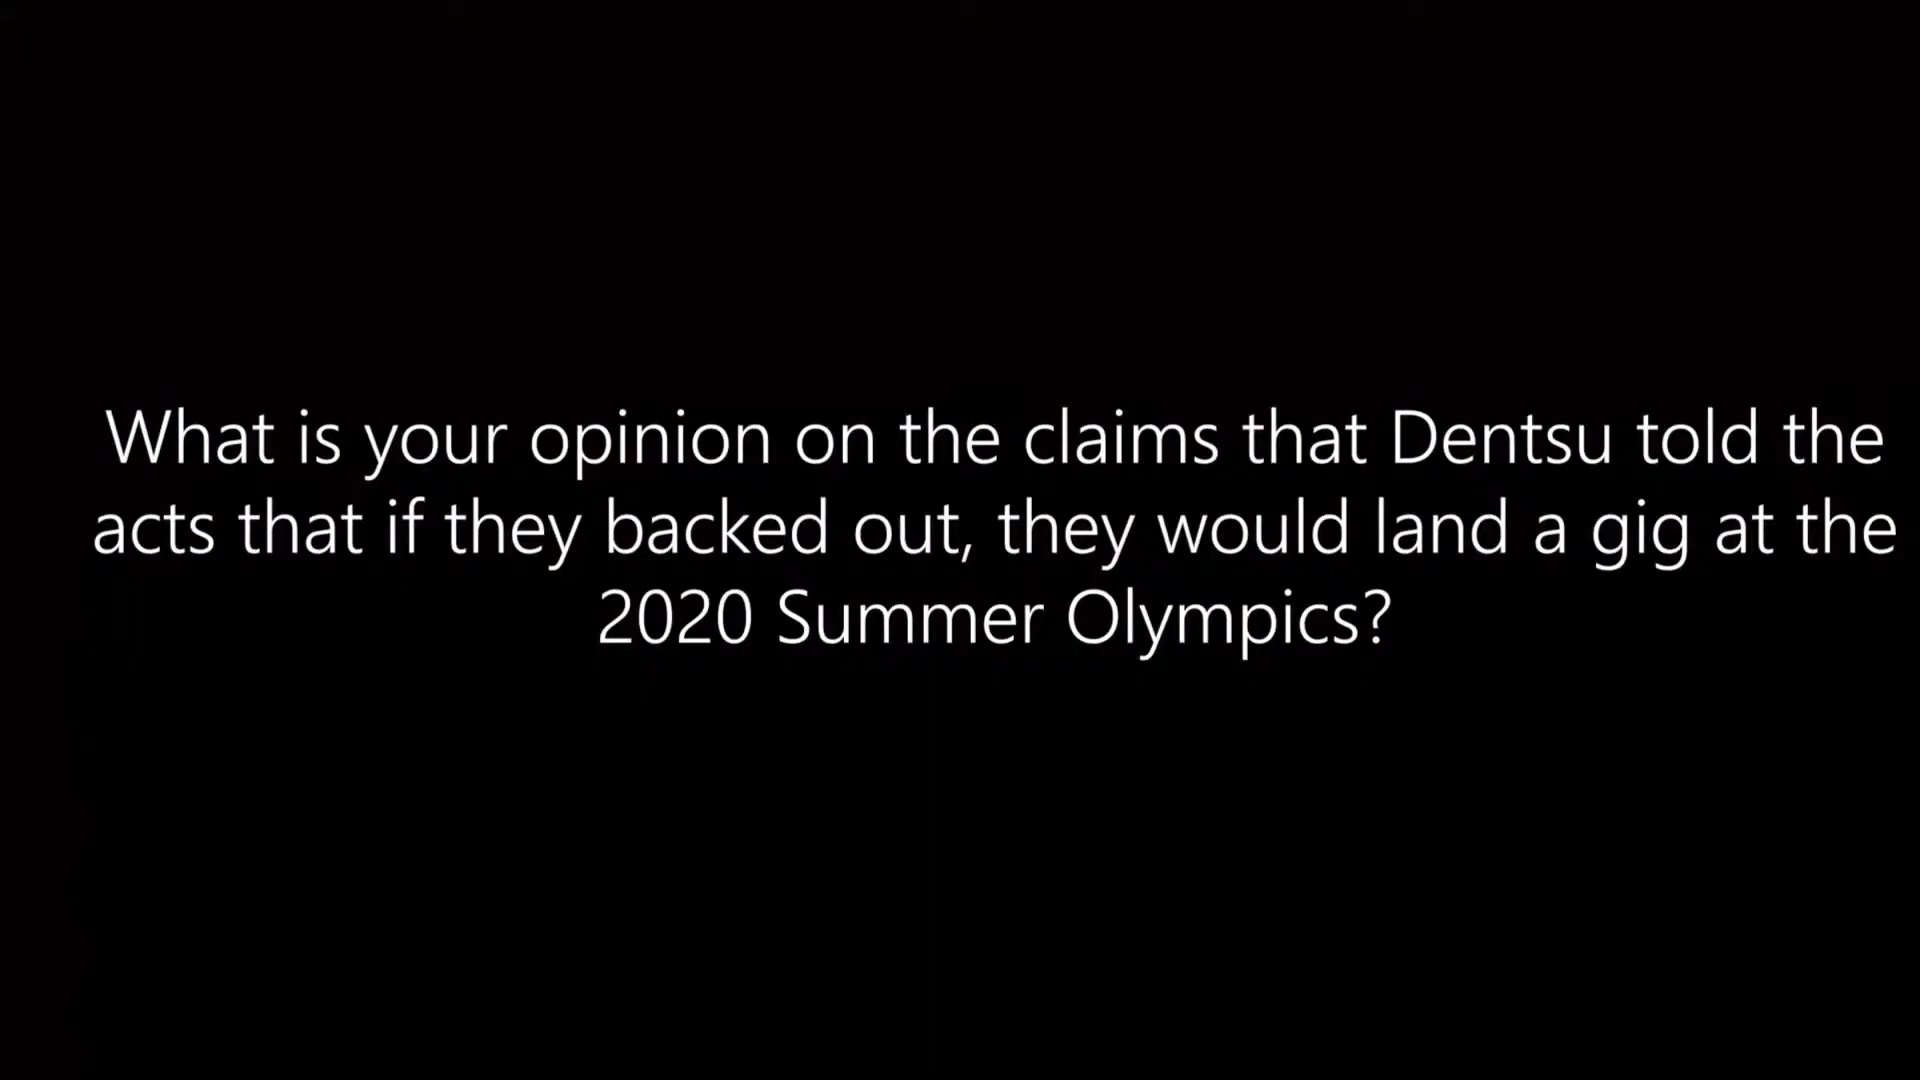 What is your opinion on the claims that Dentsu told the
acts that if they backed out, they would land a gig at the
2020 Summer Olympics?